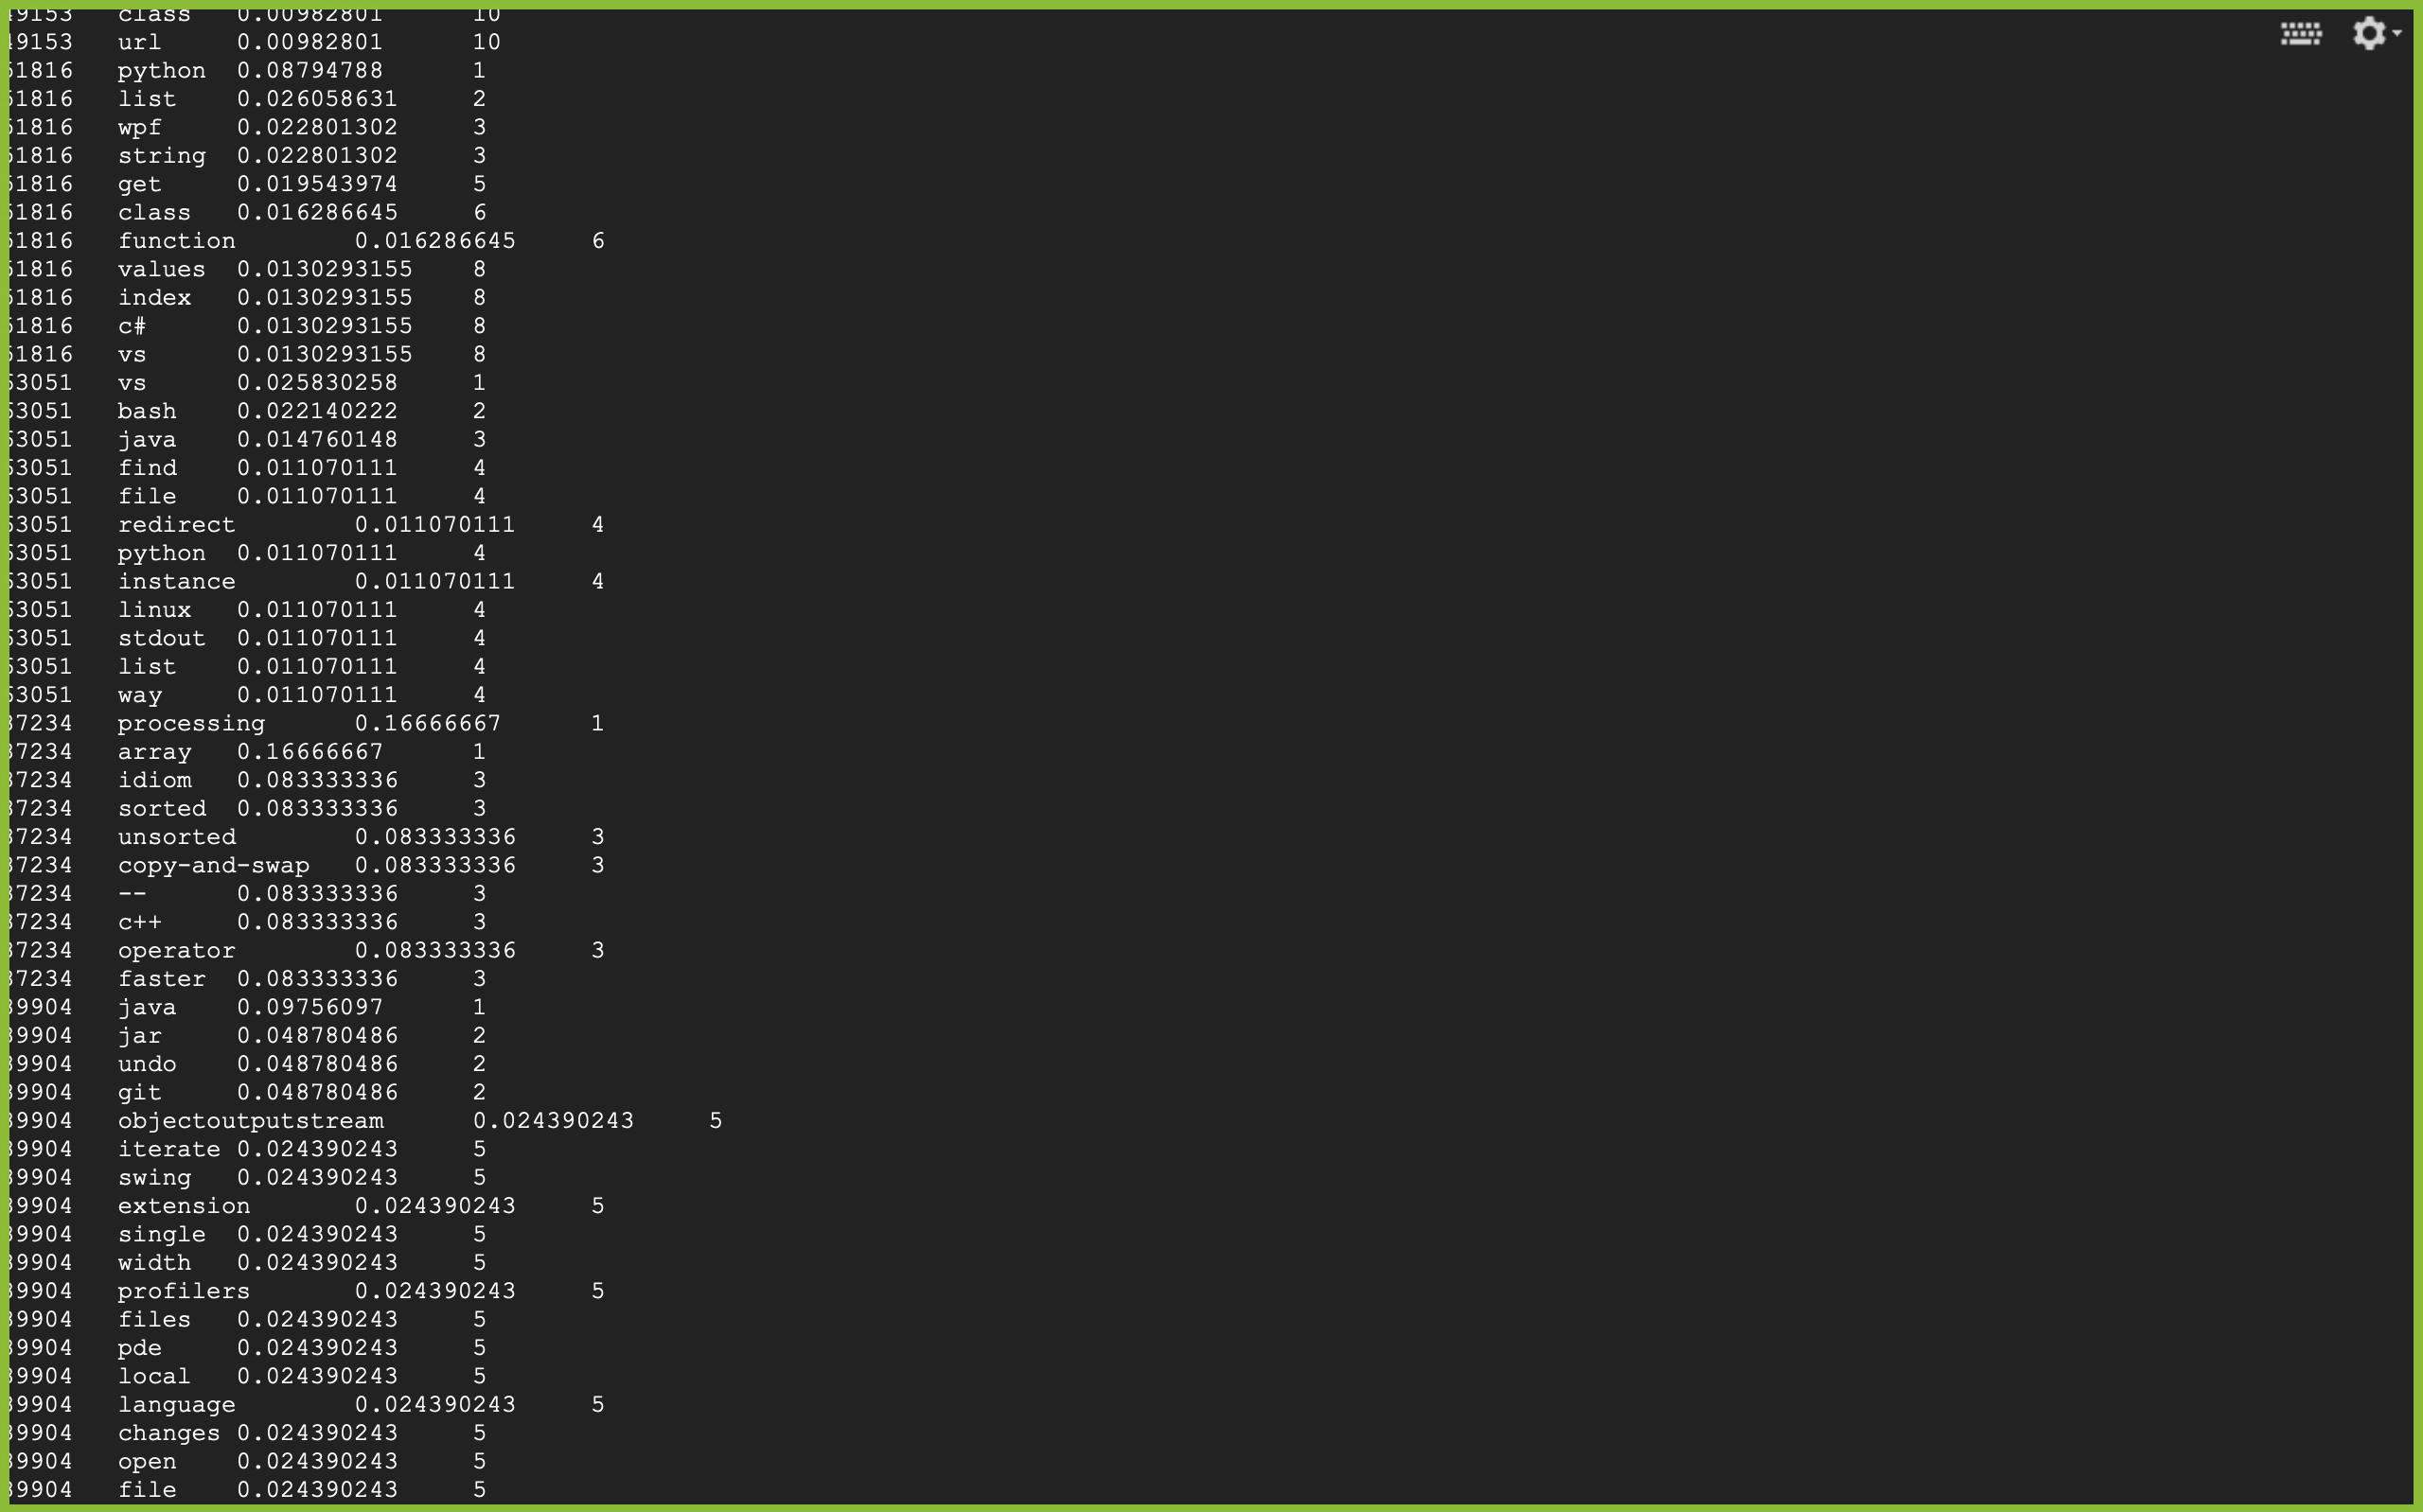 49153 class 0.00982801 10
49153 url 0.00982801 10
51816 python 0.08794788 1
51816 list 0.026058631 2
51816 wpf 0.022801302 3
51816 string 0.022801302 3
51816 get 0.019543974 5
51816 class 0.016286645 6
51816 function 0.016286645 6
51816 values 0.0130293155 8
51816 index 0.0130293155 8
51816 c# 0.0130293155 8
51816 vs 0.0130293155 8
53051 vs 0.025830258 1
53051 bash 0.022140222 2
53051 java 0.014760148 3
53051 find 0.011070111 4
53051 file 0.011070111 4
53051 redirect 0.011070111 4
53051 python 0.011070111 4
53051 instance 0.011070111 4
53051 linux 0.011070111 4
53051 stdout 0.011070111 4
53051 list 0.011070111 4
53051 way 0.011070111 4
87234 processing 0.16666667 1
87234 array 0.16666667 1
87234 idiom 0.083333336 3
87234 sorted 0.083333336 3
87234 unsorted 0.083333336 3
87234 copy-and-swap 0.083333336 3
87234 -- 0.083333336 3
87234 c++ 0.083333336 3
87234 operator 0.083333336 3
87234 faster 0.083333336 3
89904 java 0.09756097 1
89904 jar 0.048780486 2
89904 undo 0.048780486 2
89904 git 0.048780486 2
89904 objectoutputstream 0.024390243 5
89904 iterate 0.024390243 5
89904 swing 0.024390243 5
89904 extension 0.024390243 5
89904 single 0.024390243 5
89904 width 0.024390243 5
89904 profilers 0.024390243 5
89904 files 0.024390243 5
89904 pde 0.024390243 5
89904 local 0.024390243 5
89904 language 0.024390243 5
89904 changes 0.024390243 5
89904 open 0.024390243 5
89904 file 0.024390243 5